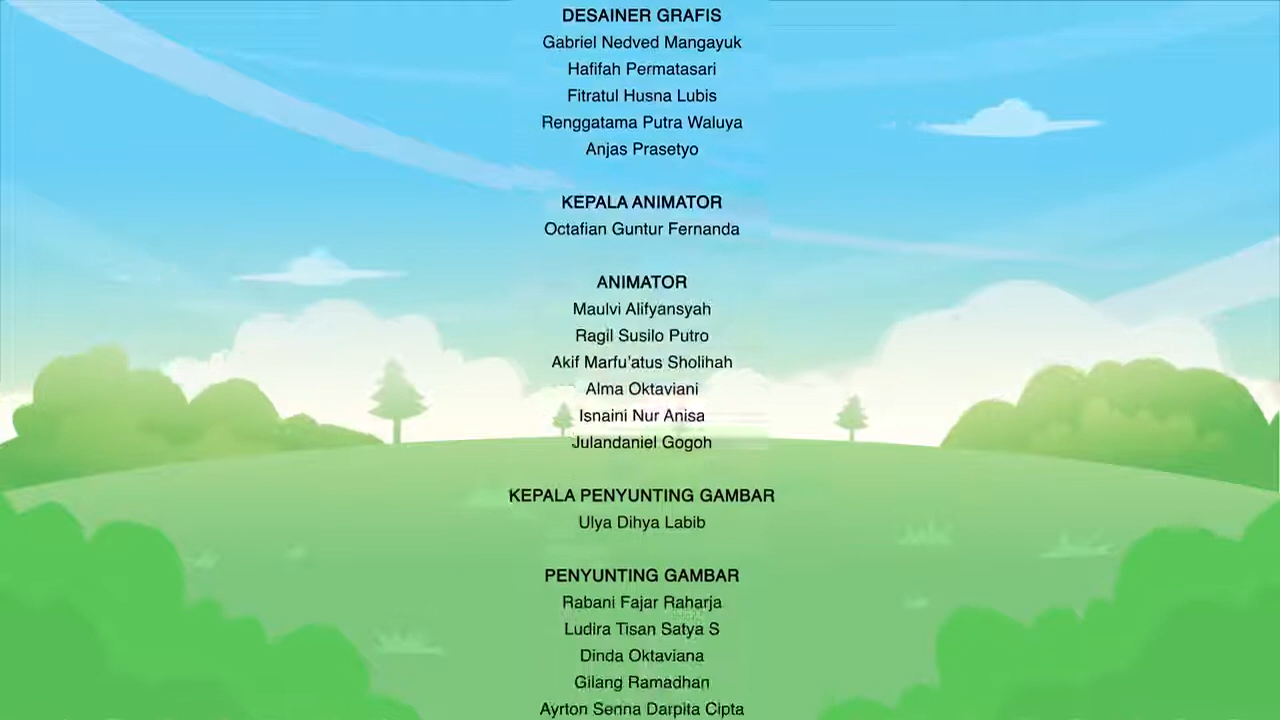 DESAINER GRAFIS
Gabriel Nedved Mangayuk
Hafifah Permatasari
Fitratul Husna Lubis
Renggatama Putra Waluya
Anjas Prasetyo
KEPALA ANIMATOR
Octafian Guntur Fernanda
ANIMATOR
Maulvi Alifyansyah
Ragil Susilo Putro
Akif Marfu'atus Sholihah
Alma Oktaviani
Isnaini Nur Anisa
Julandaniel Gogoh
KEPALA PENYUNTING GAMBAR
Ulya Dihya Labib
PENYUNTING GAMBAR
Rabani Fajar Raharja
Ludira Tisan Satya S
Dinda Oktaviana
Gilang Ramadhan
Ayrton Senna Darpita Cipta